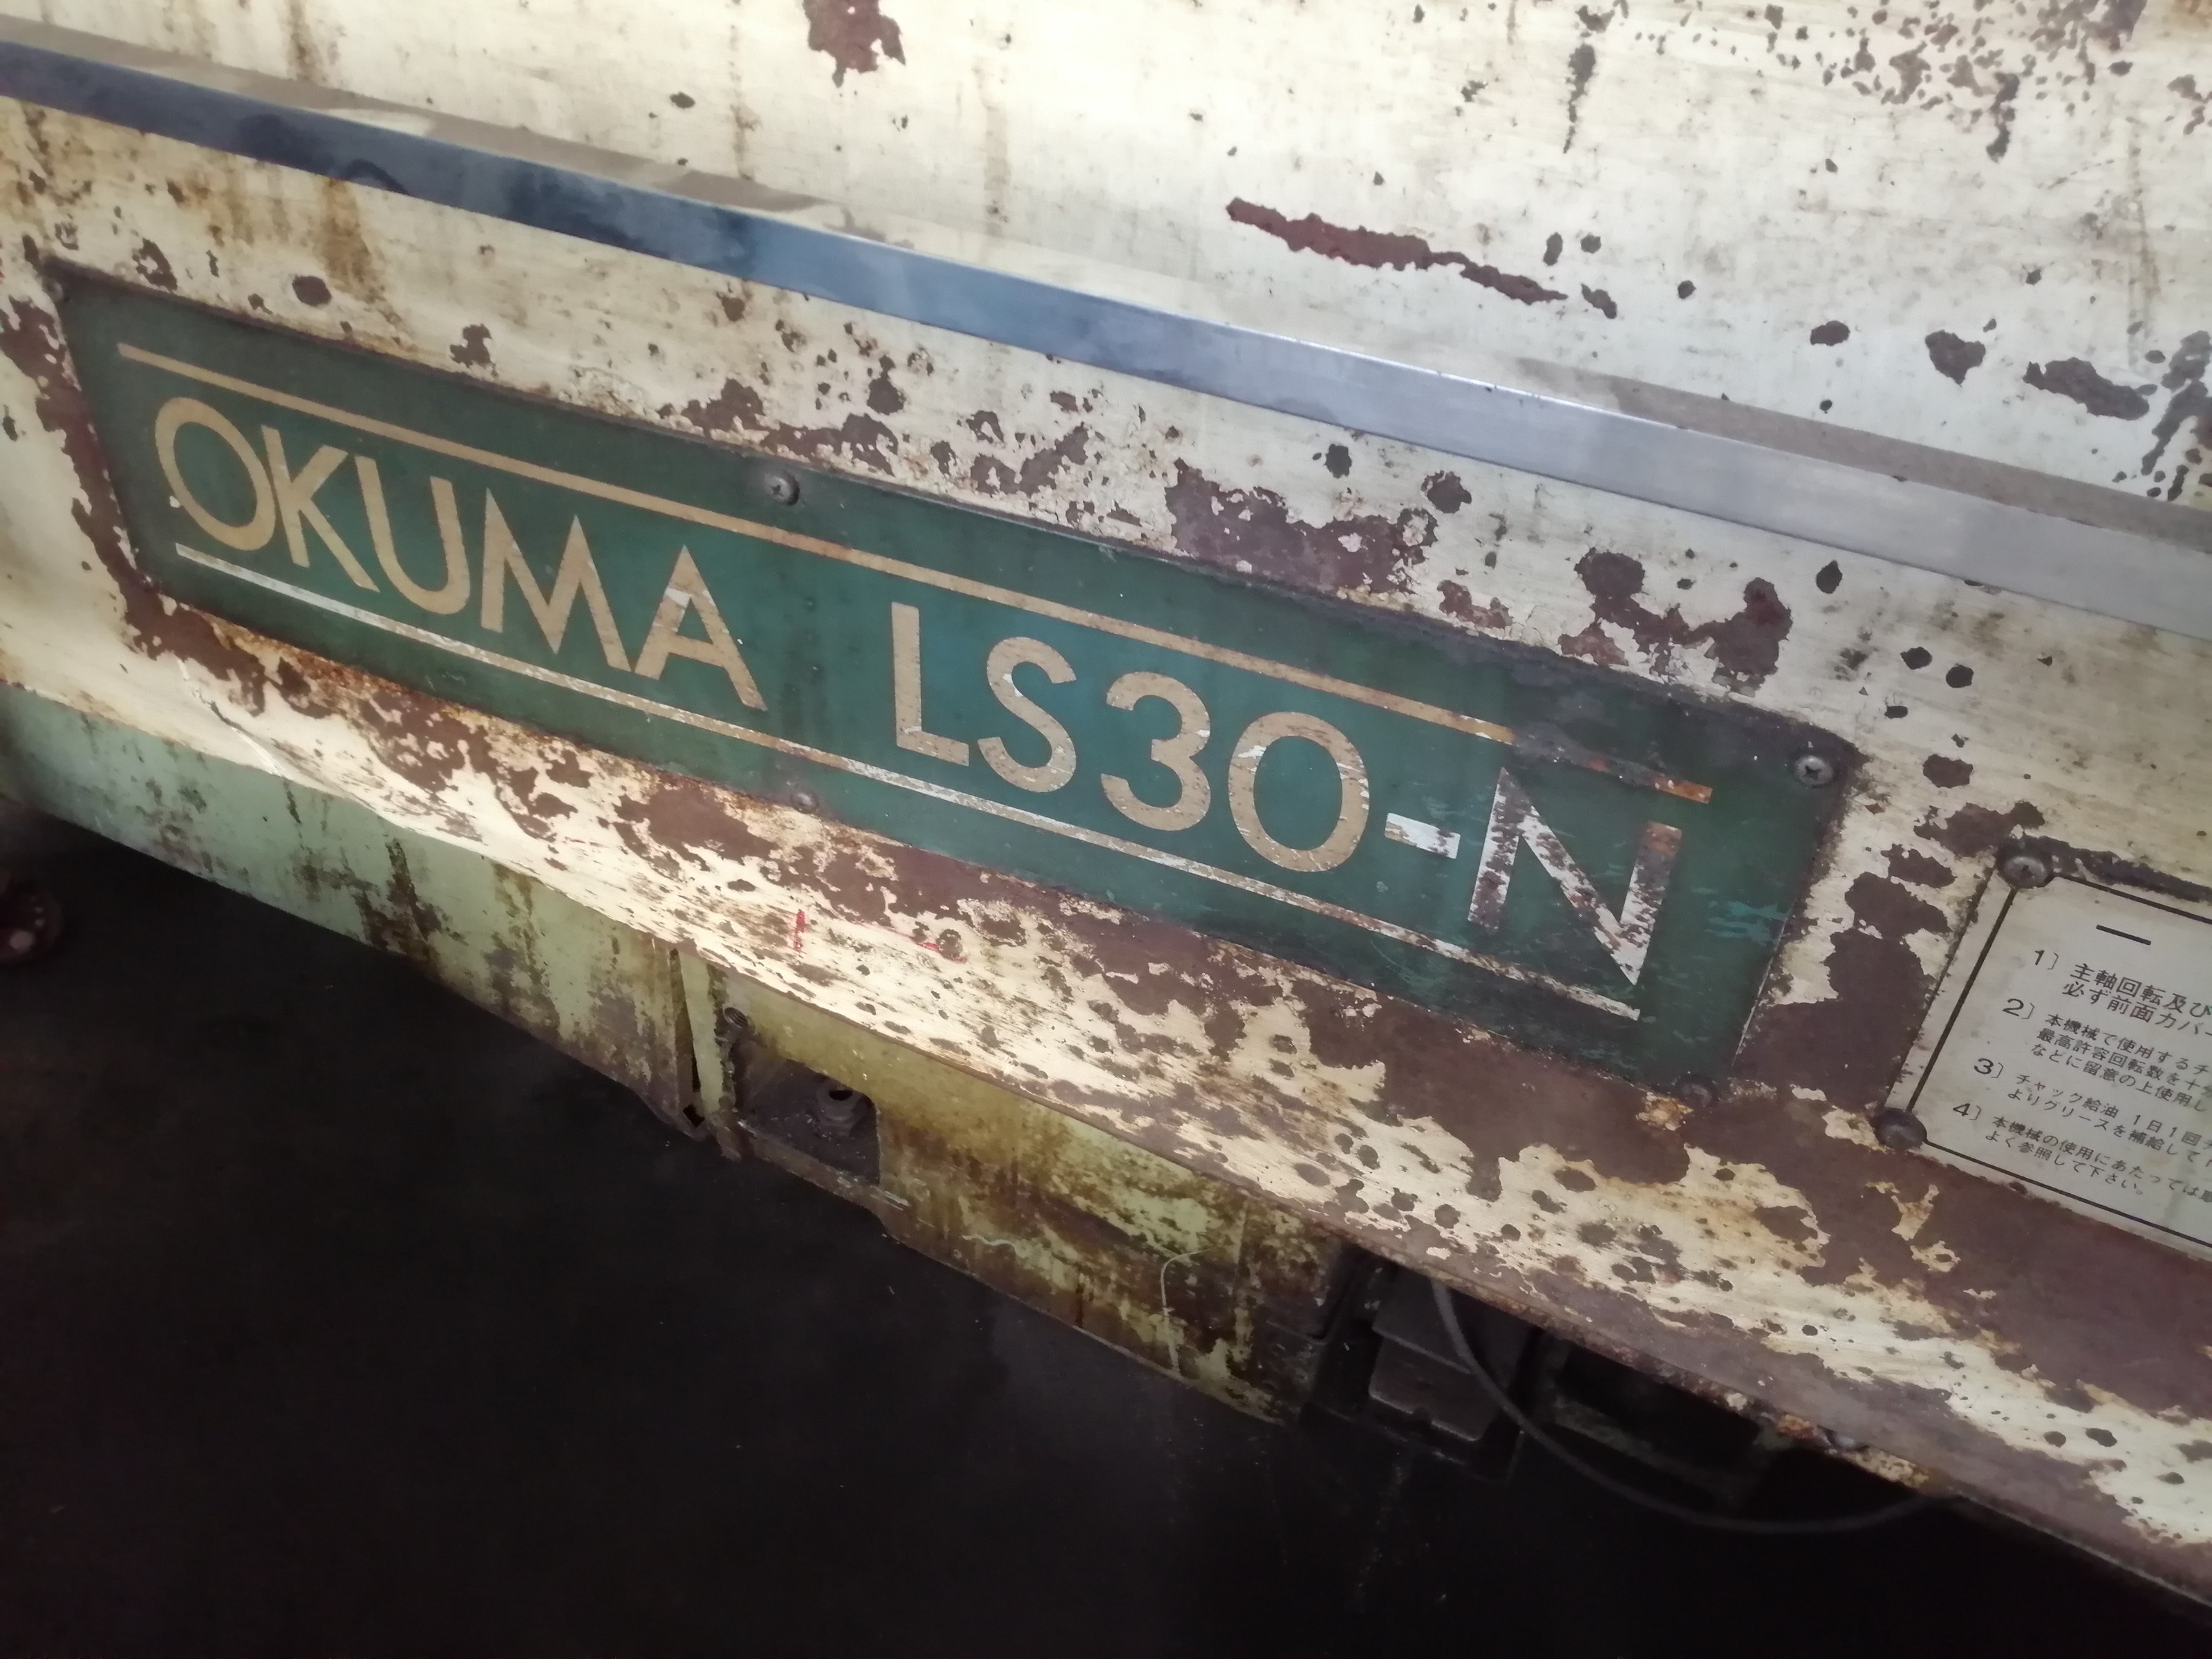 OKUMA LS30-N
1〕主軸回転及び
必ず前面カバー
2〕本機械で使用するチ
最高許容回転数を十
などに留意の上使用し
3〕チャック給油 1日1回
よりグリースを補給して
4〕本機械の使用にあたっては
よく参照して下さい。